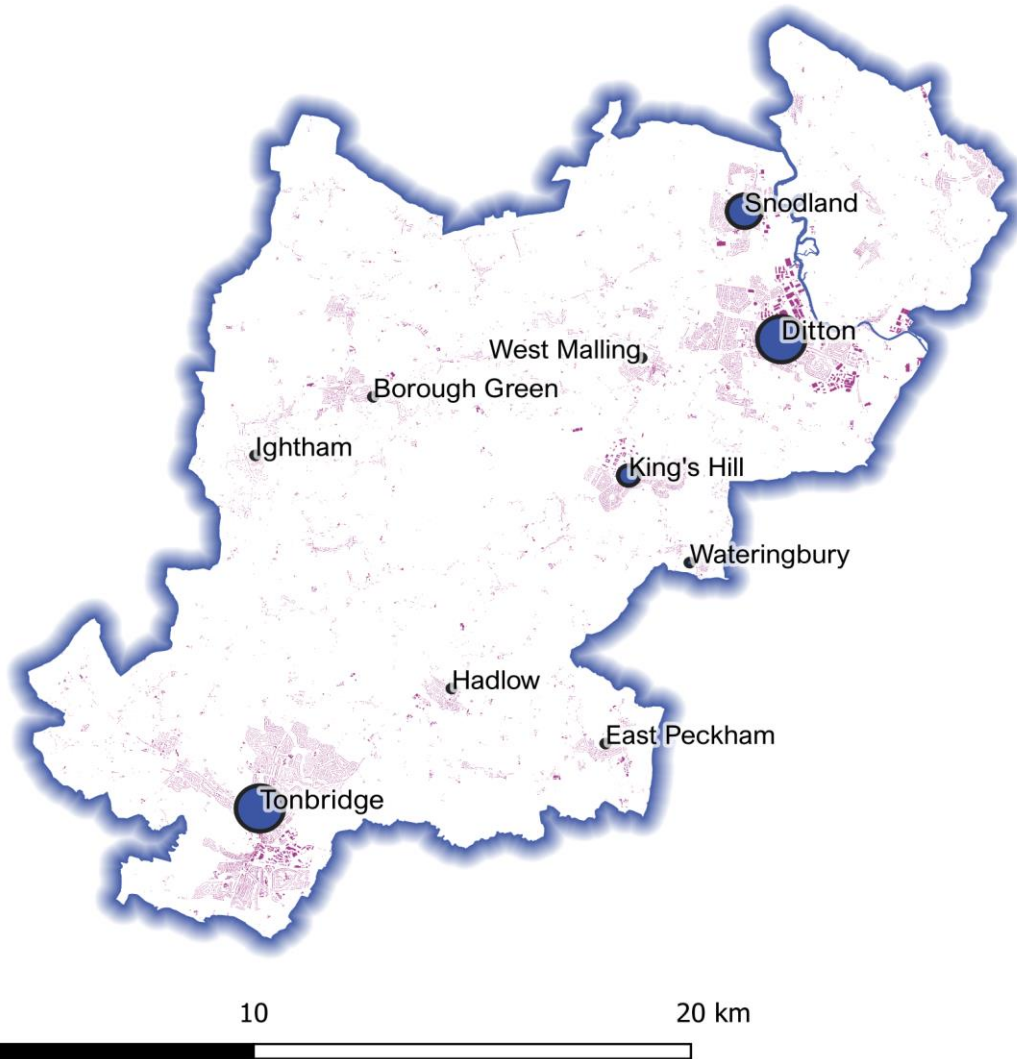 Snodland
Ditton
West Malling
Borough Green
Ightham
King's Hill
Wateringbury
Hadlow
East Peckham
Tonbridge
10
20 km